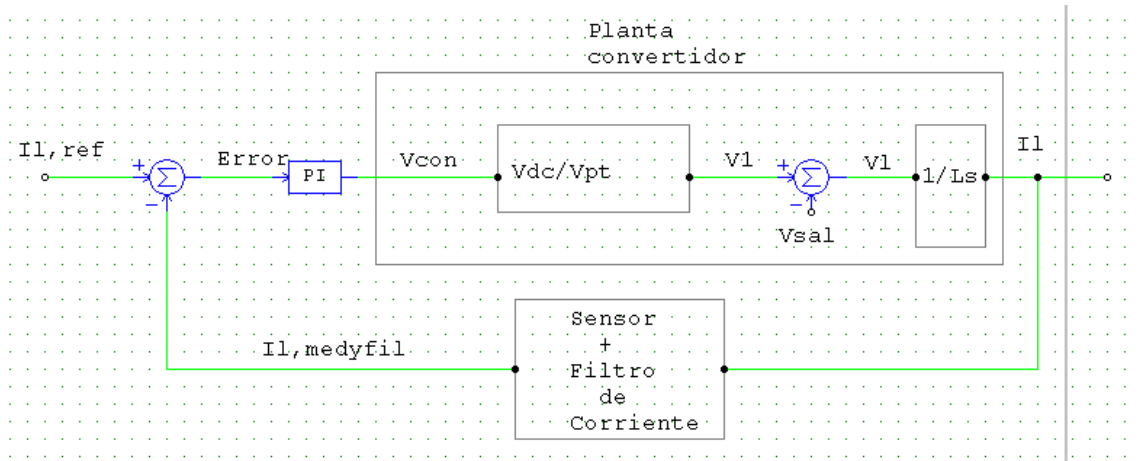 Planta
convertidor
Il,ref
+
Σ
−
Error
PI
Vcon
Vdc/Vpt
V1
+
Σ
−
Vsal
Vl
1/Ls
Il
Il,medyfil
Sensor
+
Filtro
de
Corriente